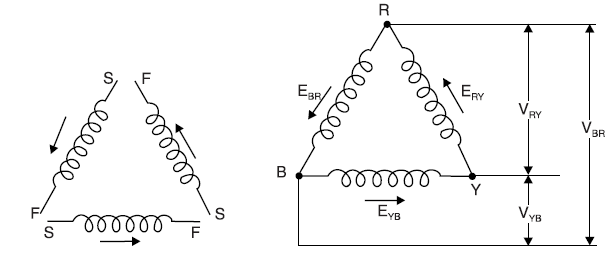 R
S F
E_BR E_RY
V_RY
V_BR
B Y
F S
S F
E_YB
V_YB